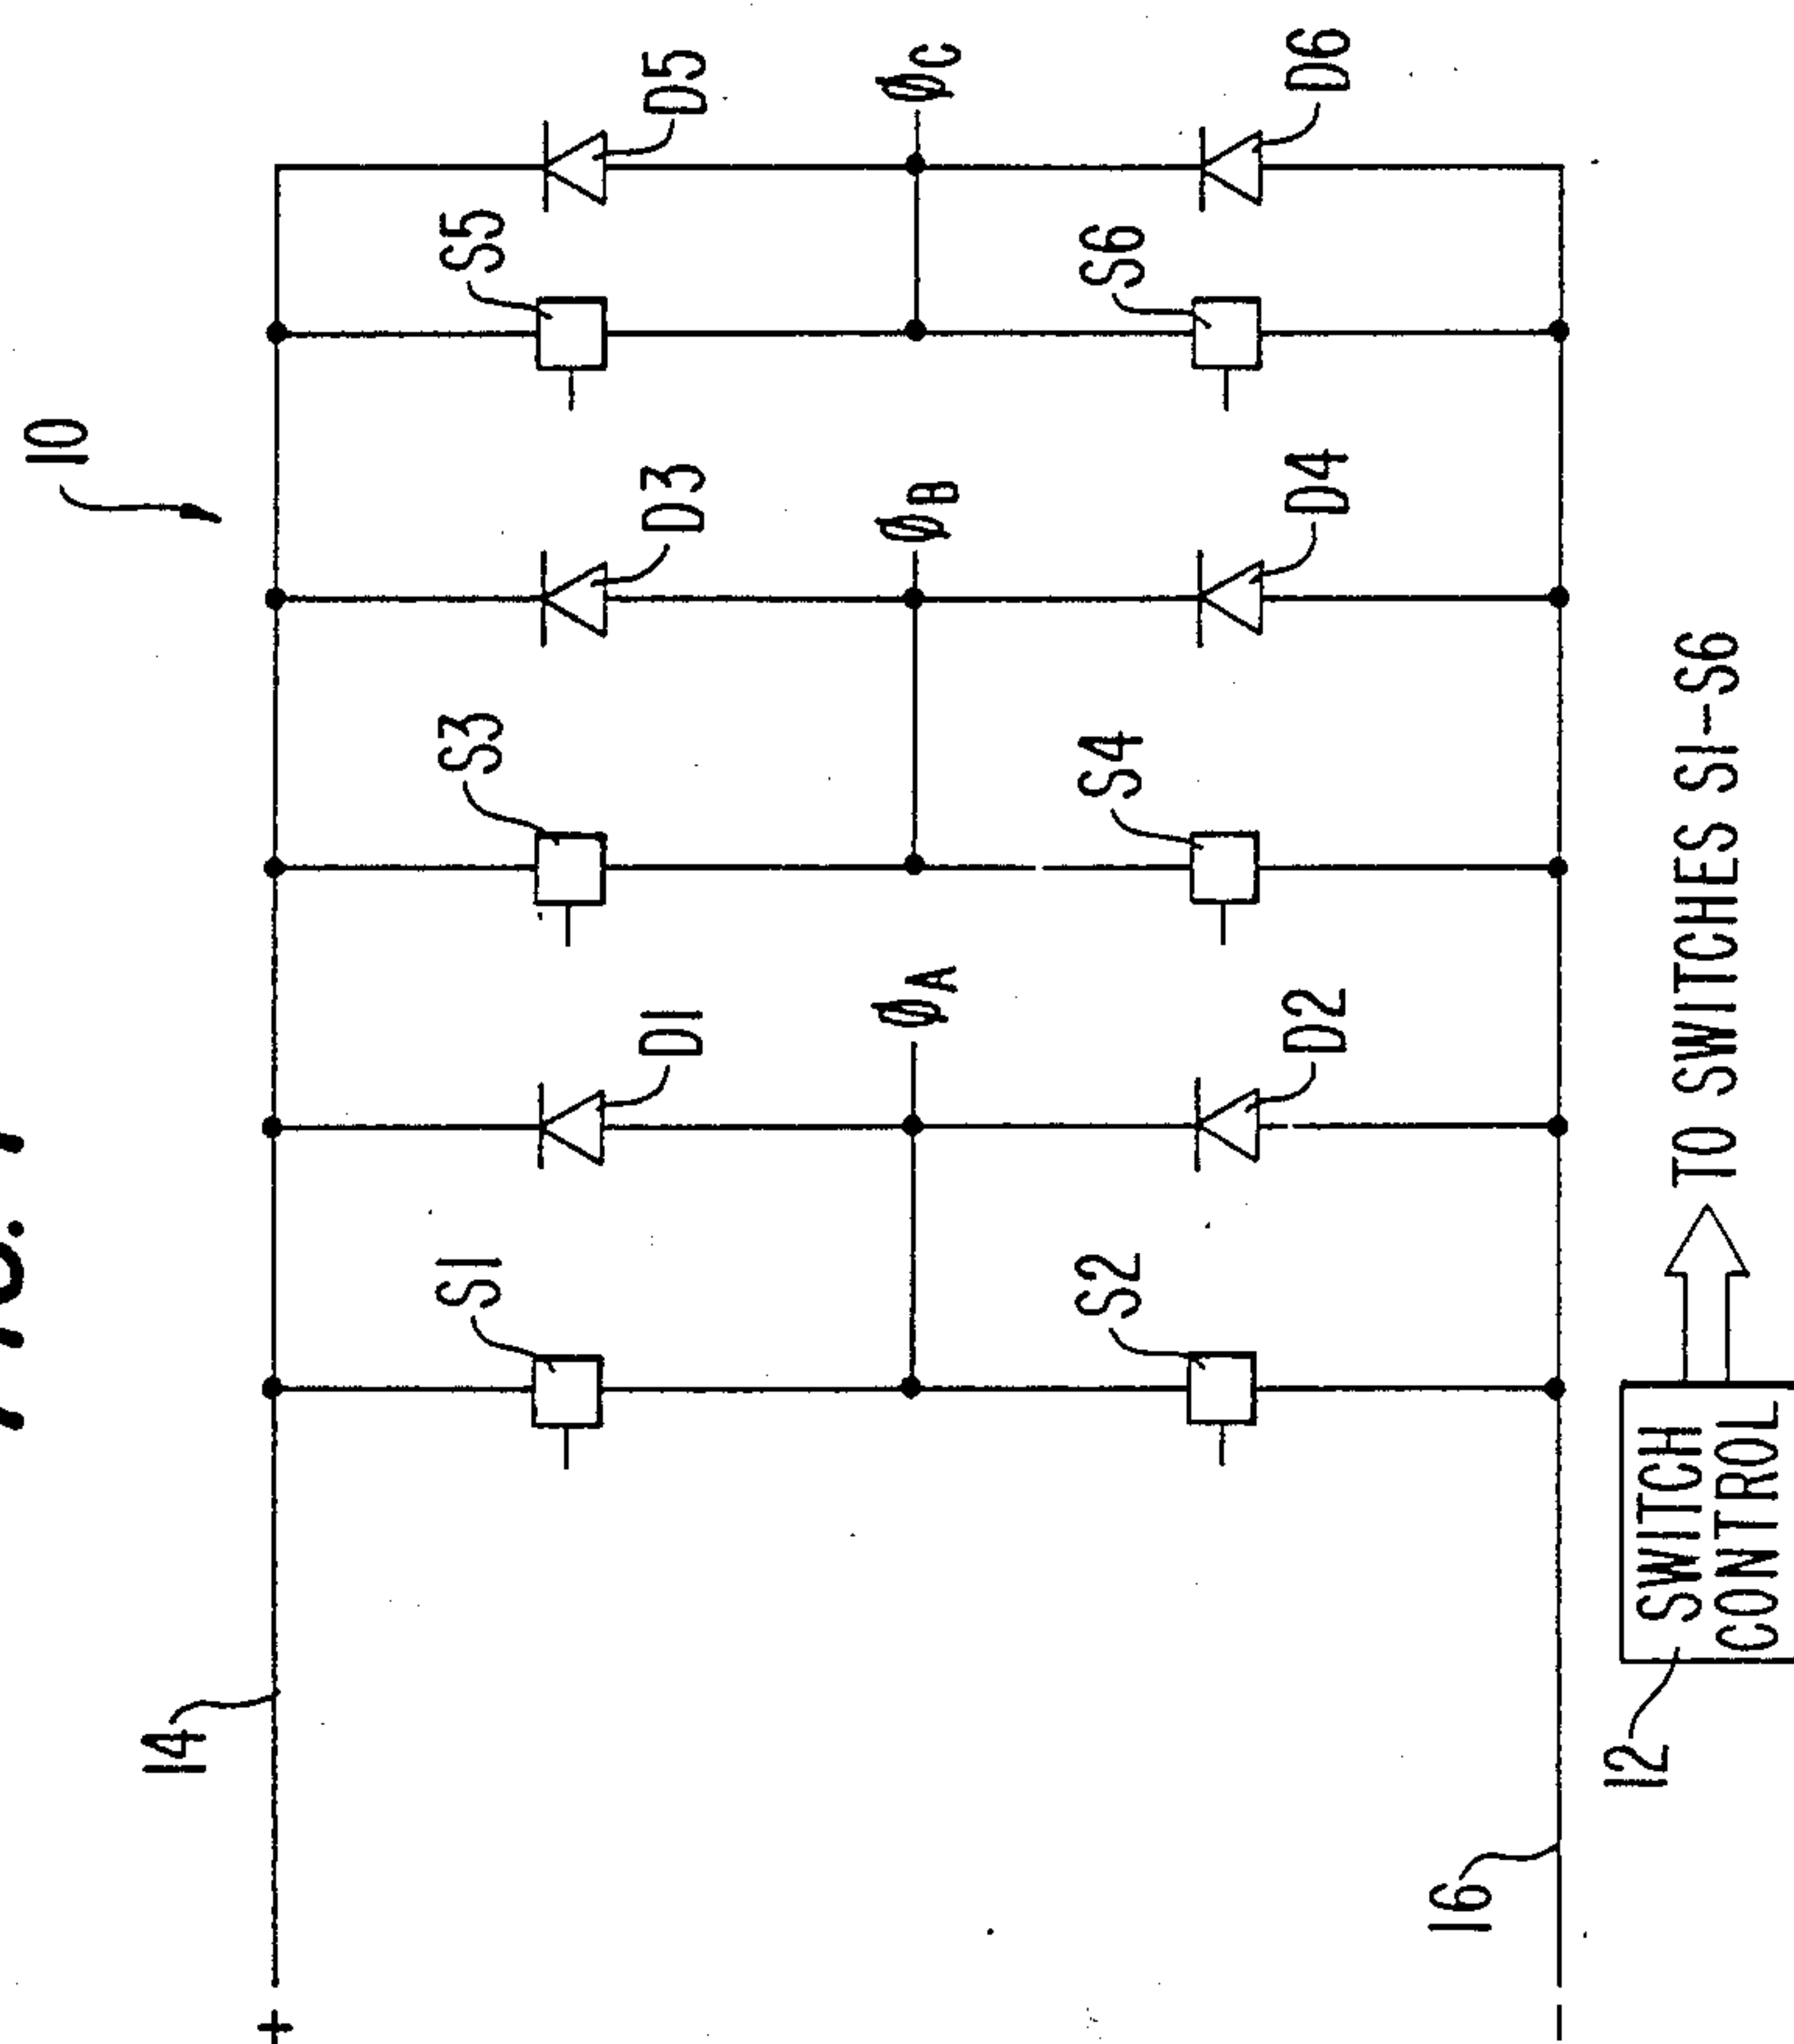 10
14
+
S1
D1
S3
D3
S5
D5
ØA
ØB
ØC
S2
D2
S4
D4
S6
D6
16
–
12
SWITCH
CONTROL
TO SWITCHES S1-S6